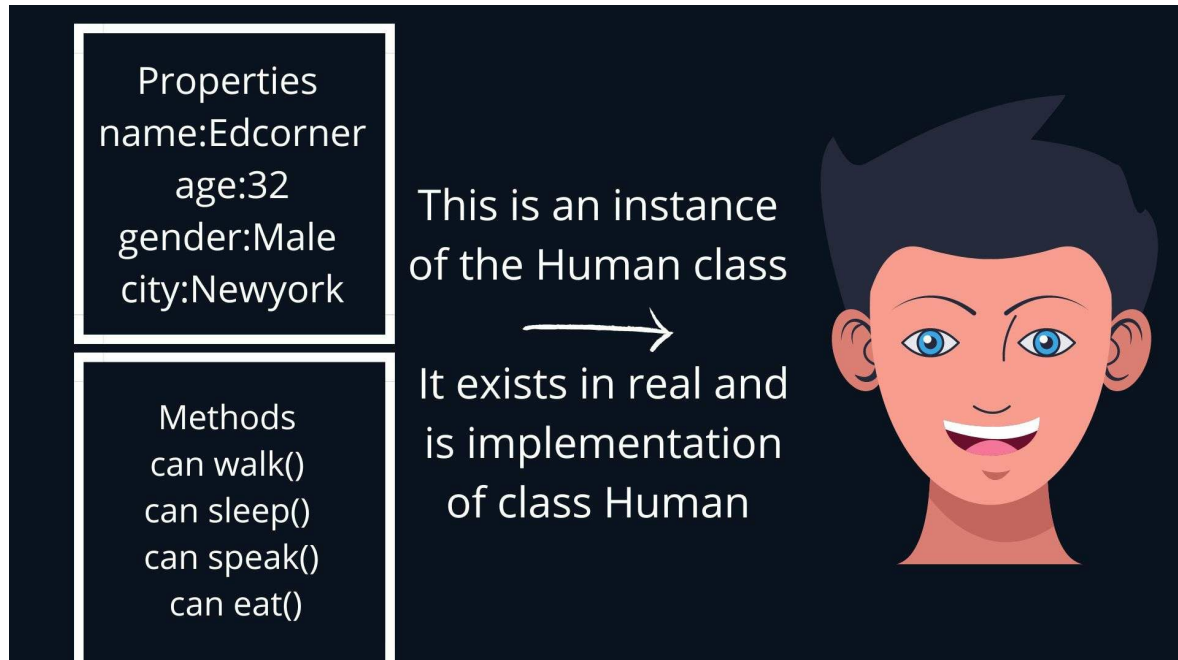 Properties
name:Edcorner
age:32
gender:Male
city:Newyork
Methods
can walk()
can sleep()
can speak()
can eat()
This is an instance
of the Human class
It exists in real and
is implementation
of class Human